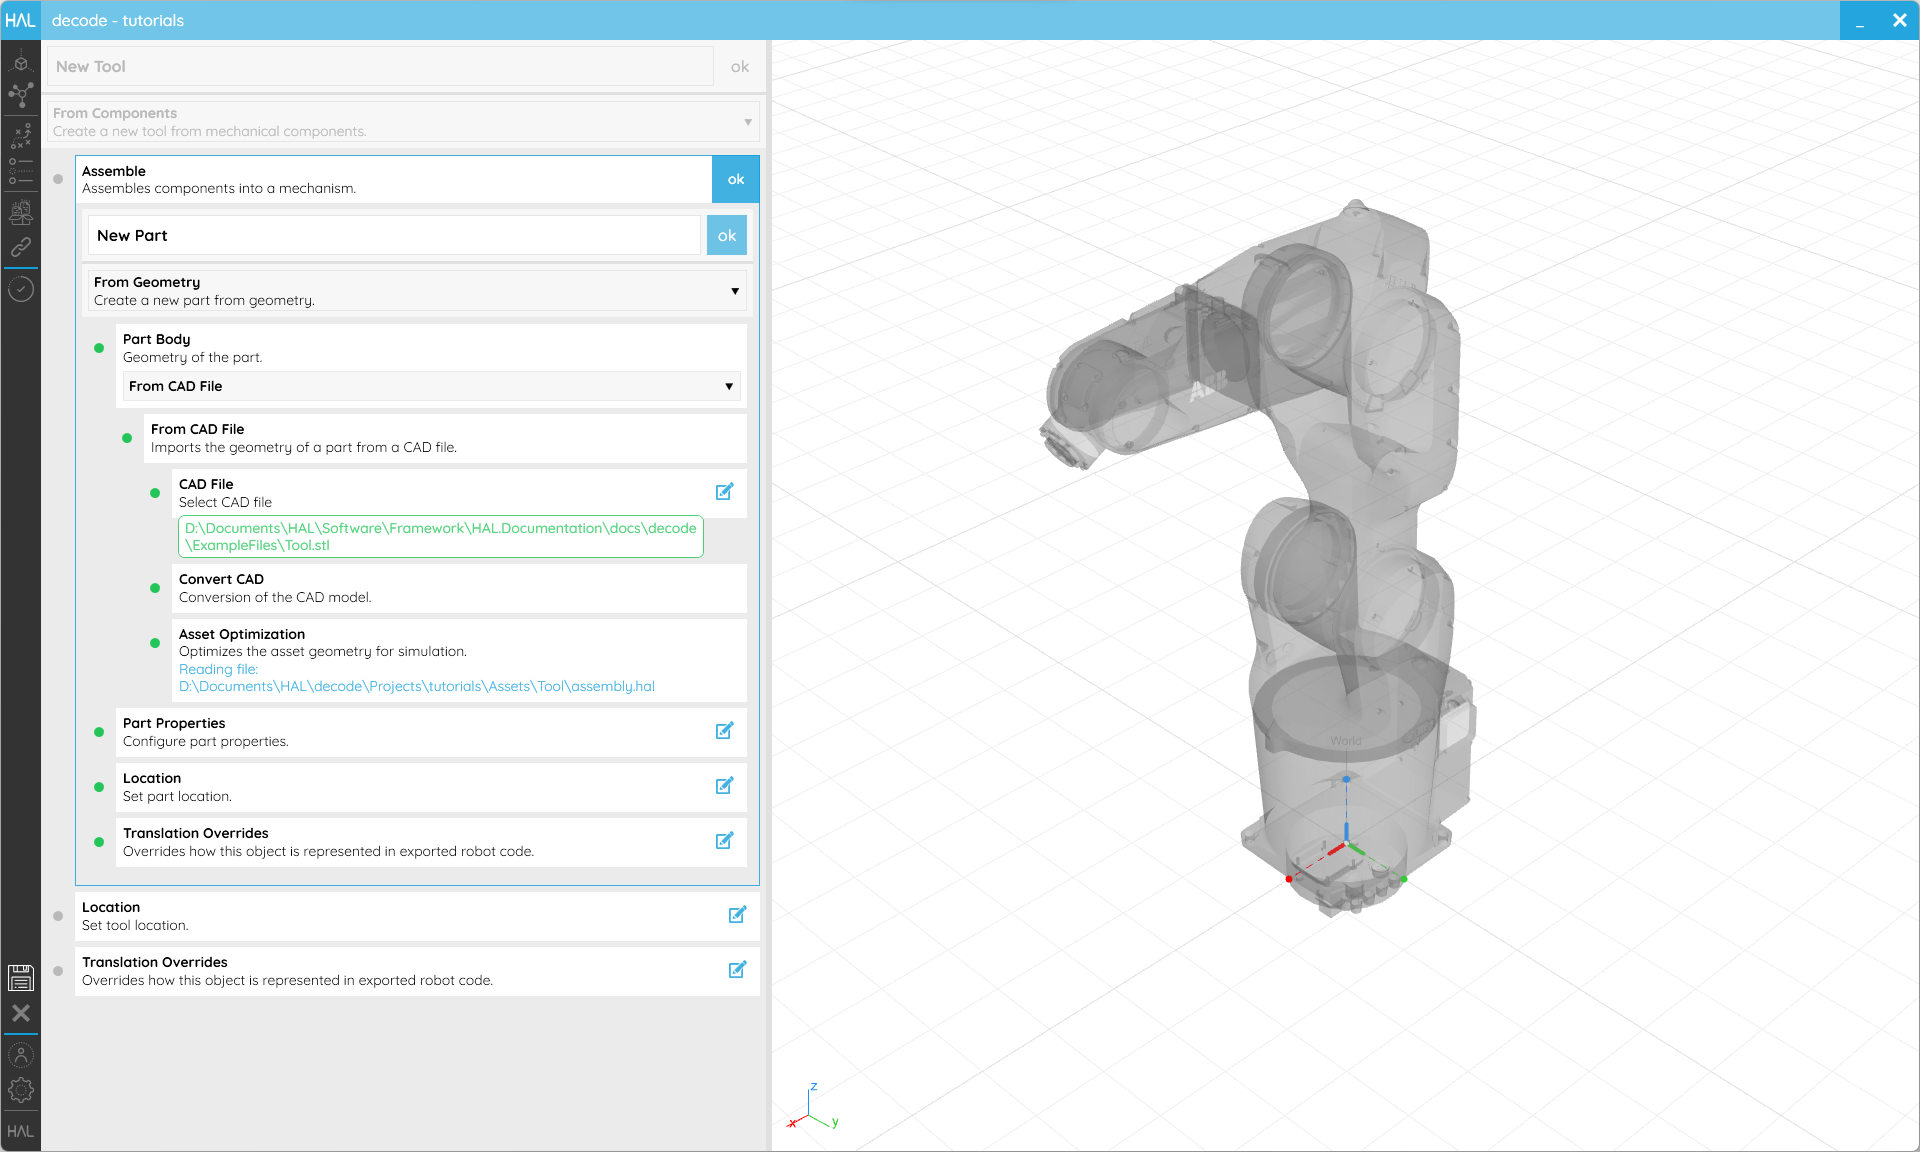 HAL decode - tutorials
New Tool ok
From Components
Create a new tool from mechanical components.
Assemble
Assembles components into a mechanism.
ok
New Part ok
From Geometry
Create a new part from geometry.
Part Body
Geometry of the part.
From CAD File
From CAD File
Imports the geometry of a part from a CAD file.
CAD File
Select CAD file
D:\Documents\HAL\Software\Framework\HAL.Documentation\docs\decode
\ExampleFiles\Tool.stl
Convert CAD
Conversion of the CAD model.
Asset Optimization
Optimizes the asset geometry for simulation.
Reading file:
D:\Documents\HAL\decode\Projects\tutorials\Assets\Tool\assembly.hal
Part Properties
Configure part properties.
Location
Set part location.
Translation Overrides
Overrides how this object is represented in exported robot code.
Location
Set tool location.
Translation Overrides
Overrides how this object is represented in exported robot code.
HAL
ABB
World
z
x
y